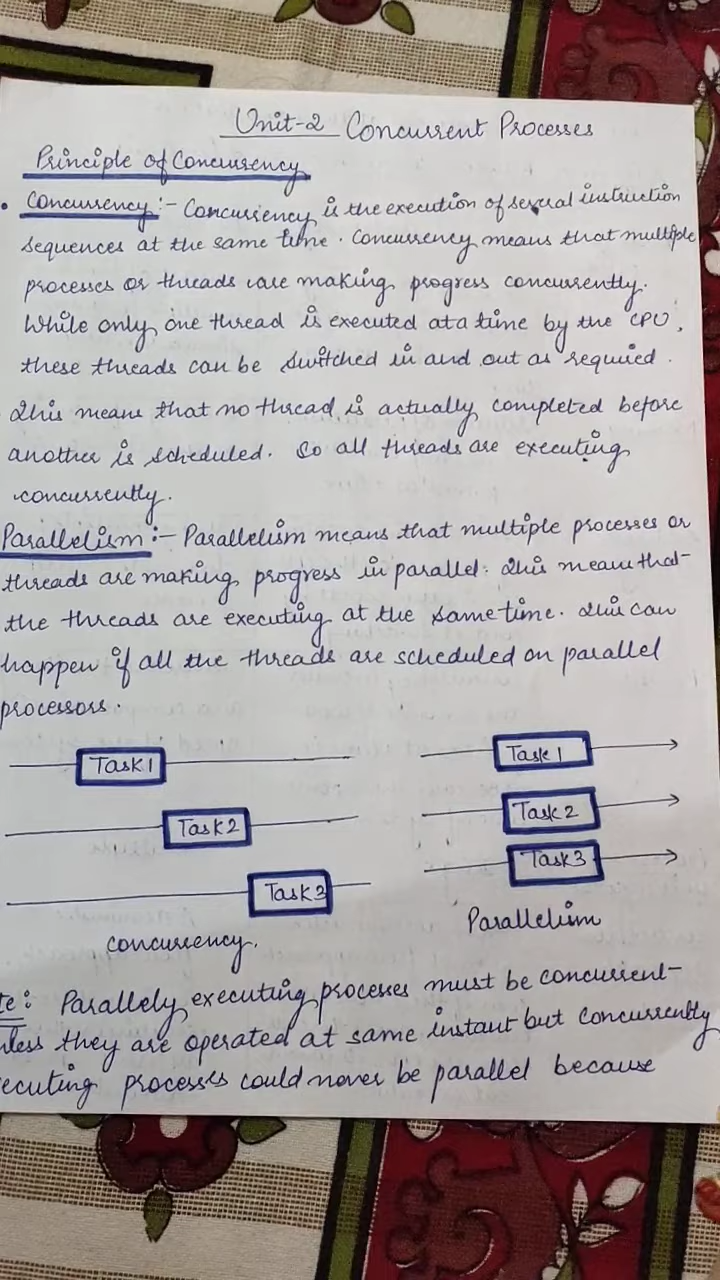 Unit-2 Concurrent Processes
Principle of Concurrency
• Concurrency :- Concurrency is the execution of several instruction
sequences at the same time. Concurrency means that multiple
processes or threads are making progress concurrently.
While only one thread is executed at a time by the CPU,
these threads can be switched in and out as required.
This means that no thread is actually completed before
another is scheduled. So all threads are executing
concurrently.
Parallelism :- Parallelism means that multiple processes or
threads are making progress in parallel. This means that
the threads are executing at the same time. This can
happen if all the threads are scheduled on parallel
processors.
Task1
Task2
Task3
concurrency.
Task1
Task2
Task3
Parallelism
te: Parallely executing processes must be concurrent
nless they are operated at same instant but concurrently
ecuting processes could never be parallel because